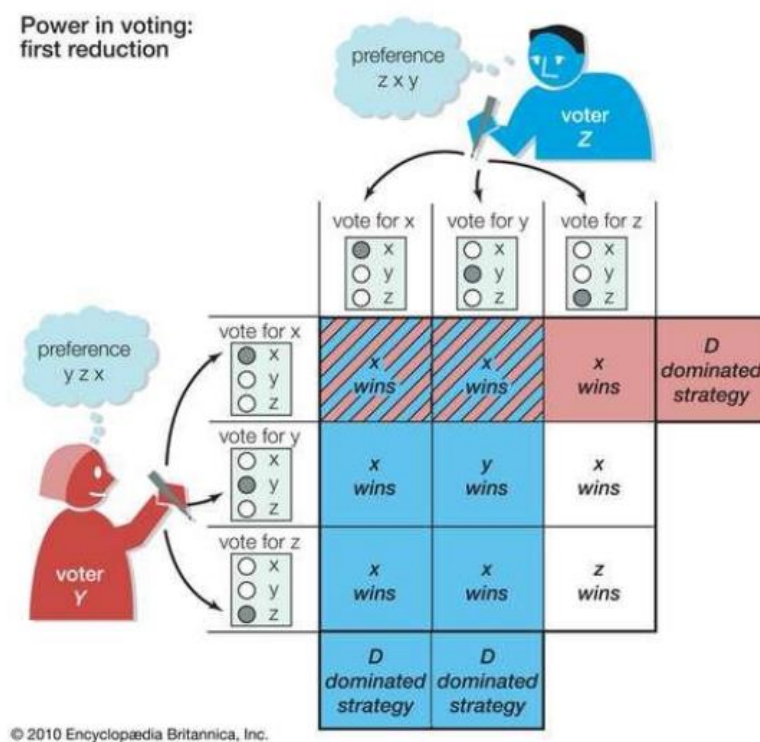 Power in voting:
first reduction
preference
z x y
voter
Z
vote for x
x
y
z
vote for y
x
y
z
vote for z
x
y
z
preference
y z x
voter
Y
vote for x
x
y
z
x
wins
x
wins
x
wins
D
dominated
strategy
vote for y
x
y
z
x
wins
y
wins
x
wins
vote for z
x
y
z
x
wins
x
wins
z
wins
D
dominated
strategy
D
dominated
strategy
© 2010 Encyclopædia Britannica, Inc.